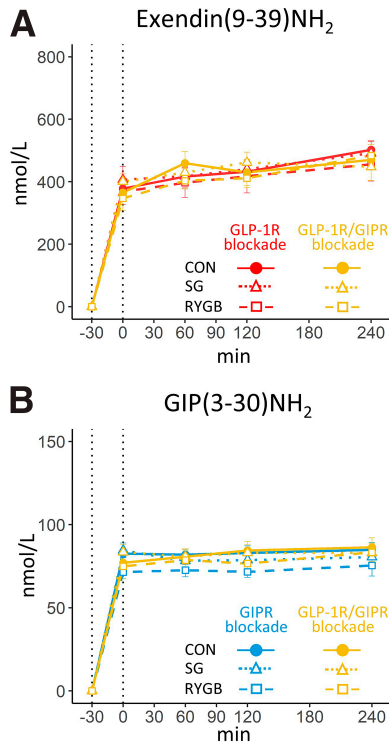 A Exendin(9-39)NH2
nmol/L
800
600
400
200
0
GLP-1R blockade
GLP-1R/GIPR blockade
CON
SG
RYGB
-30 0 30 60 120 180 240
min
B GIP(3-30)NH2
nmol/L
150
100
50
0
GIPR blockade
GLP-1R/GIPR blockade
CON
SG
RYGB
-30 0 30 60 120 180 240
min